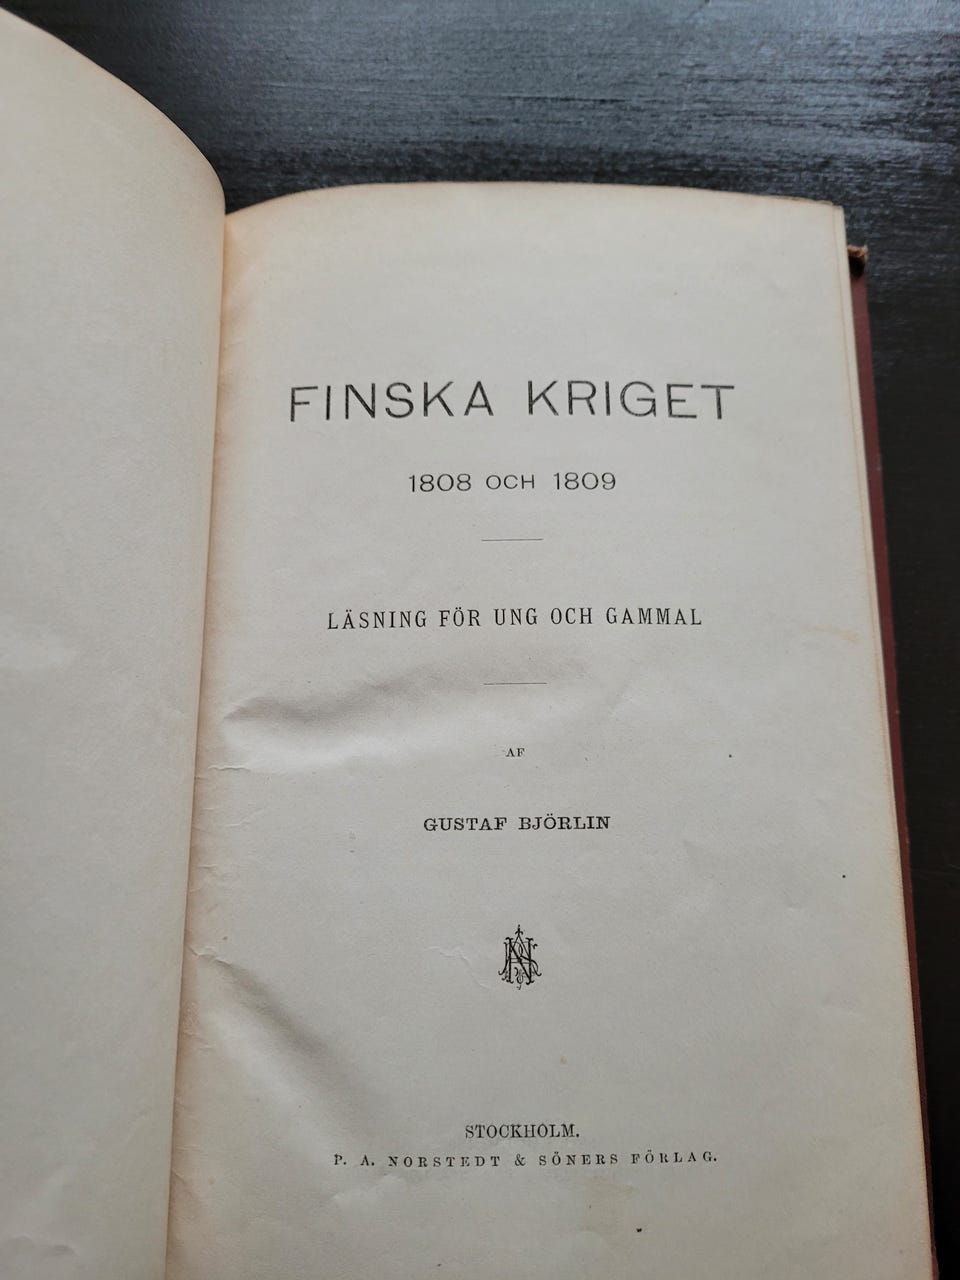 FINSKA KRIGET
1808 OCH 1809
LÄSNING FÖR UNG OCH GAMMAL
AF
GUSTAF BJÖRLIN
STOCKHOLM.
P. A. NORSTEDT & SÖNERS FÖRLAG.